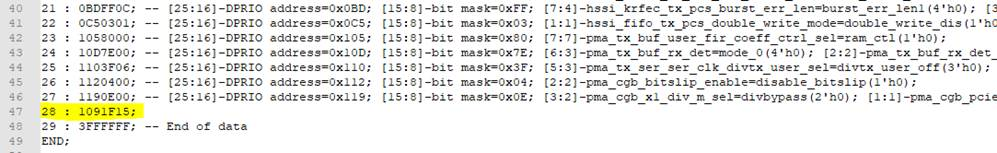 40 21 : 0BDFF0C; -- [25:16]-DPRIO address=0x0BD; [15:8]-bit mask=0xFF; [7:4]-hssi_krfec_tx_pcs_burst_err_len=burst_err_len1(4'h0); [3
41 22 : 0C50301; -- [25:16]-DPRIO address=0x0C5; [15:8]-bit mask=0x03; [1:1]-hssi_fifo_tx_pcs_double_write_mode=double_write_dis(1'h0
42 23 : 1058000; -- [25:16]-DPRIO address=0x105; [15:8]-bit mask=0x80; [7:7]-pma_tx_buf_user_fir_coeff_ctrl_sel=ram_ctl(1'h0);
43 24 : 10D7E00; -- [25:16]-DPRIO address=0x10D; [15:8]-bit mask=0x7E; [6:3]-pma_tx_buf_rx_det=mode_0(4'h0); [2:2]-pma_tx_buf_rx_det_
44 25 : 1103F06; -- [25:16]-DPRIO address=0x110; [15:8]-bit mask=0x3F; [5:3]-pma_tx_ser_ser_clk_divtx_user_sel=divtx_user_off(3'h0);
45 26 : 1120400; -- [25:16]-DPRIO address=0x112; [15:8]-bit mask=0x04; [2:2]-pma_cgb_bitslip_enable=disable_bitslip(1'h0);
46 27 : 1190E00; -- [25:16]-DPRIO address=0x119; [15:8]-bit mask=0x0E; [3:2]-pma_cgb_x1_div_m_sel=divbypass(2'h0); [1:1]-pma_cgb_pcie
47 28 : 1091F15;
48 29 : 3FFFFFF; -- End of data
49 END;